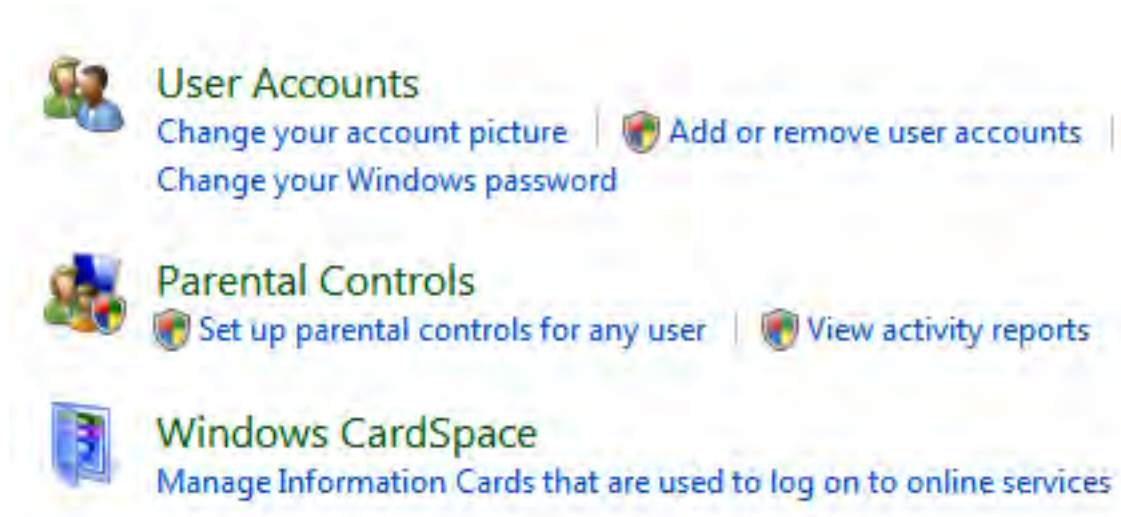 User Accounts
Change your account picture | Add or remove user accounts |
Change your Windows password
Parental Controls
Set up parental controls for any user | View activity reports
Windows CardSpace
Manage Information Cards that are used to log on to online services